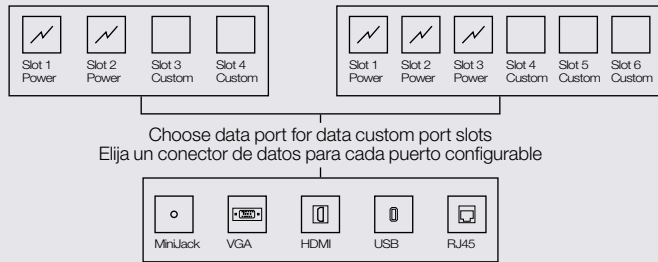 Slot 1 Slot 2 Slot 3 Slot 4
Power Power Custom Custom
Slot 1 Slot 2 Slot 3 Slot 4 Slot 5 Slot 6
Power Power Power Custom Custom Custom
Choose data port for data custom port slots
Elija un conector de datos para cada puerto configurable
MiniJack VGA HDMI USB RJ45